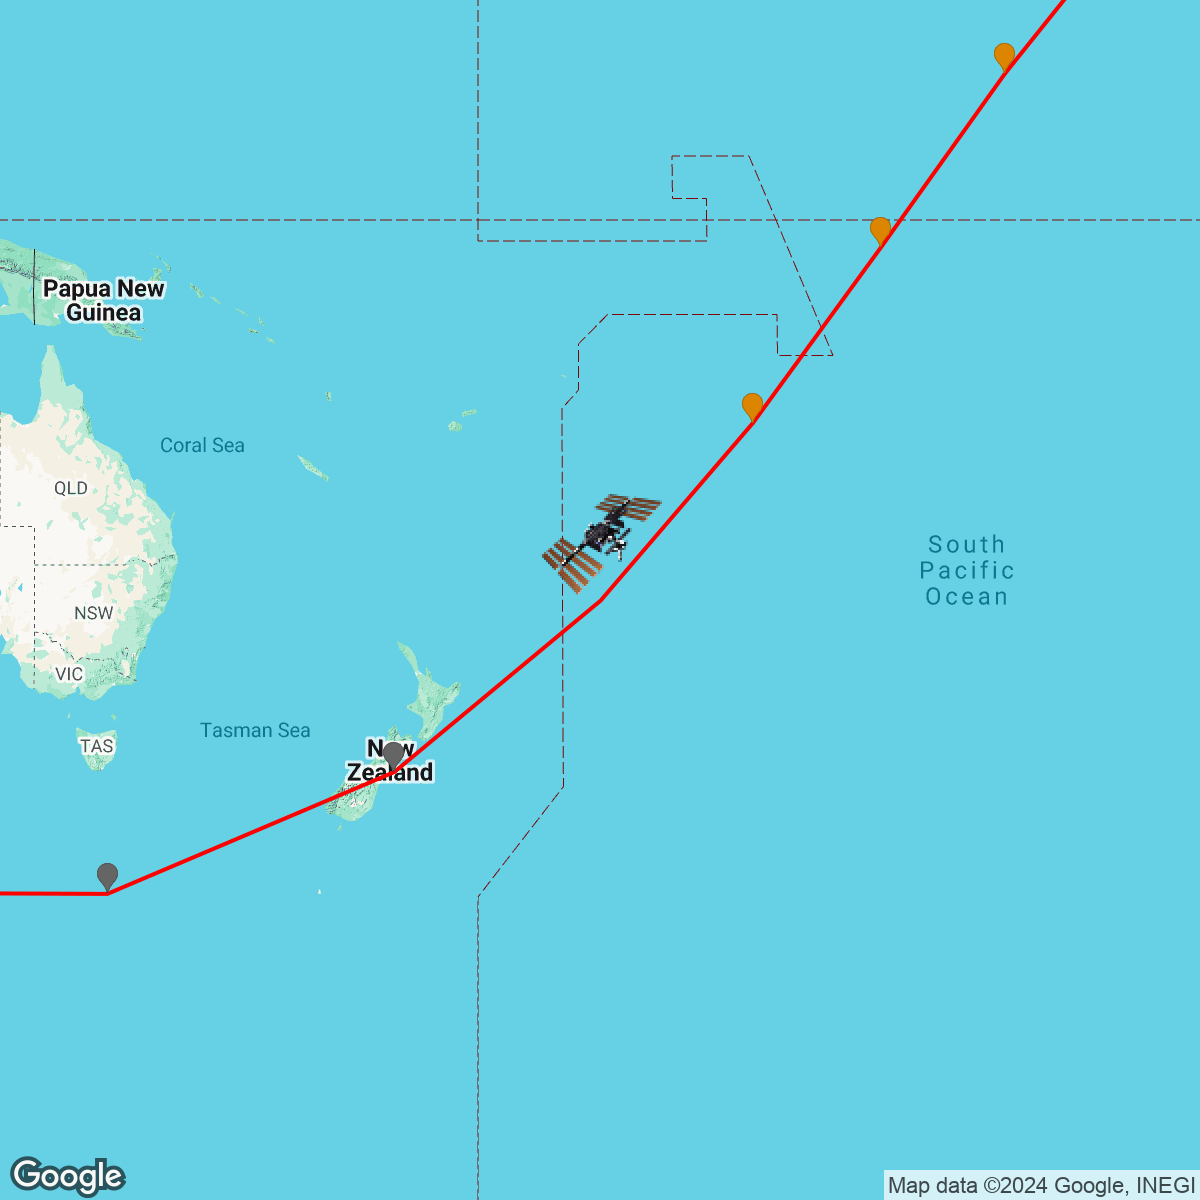 Papua New
Guinea
Coral Sea
QLD
South
Pacific
Ocean
NSW
VIC
Tasman Sea
TAS
New
Zealand
Google
Map data ©2024 Google, INEGI